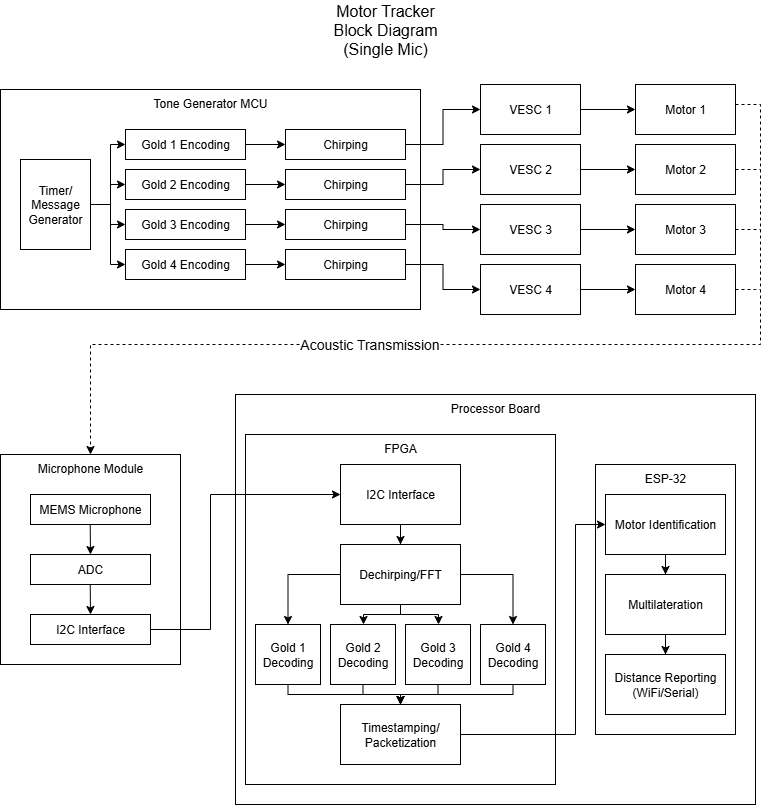 Motor Tracker
Block Diagram
(Single Mic)
Tone Generator MCU
Timer/
Message
Generator
Gold 1 Encoding
Chirping
VESC 1
Motor 1
Gold 2 Encoding
Chirping
VESC 2
Motor 2
Gold 3 Encoding
Chirping
VESC 3
Motor 3
Gold 4 Encoding
Chirping
VESC 4
Motor 4
Acoustic Transmission
Microphone Module
MEMS Microphone
ADC
I2C Interface
Processor Board
FPGA
I2C Interface
Dechirping/FFT
Gold 1
Decoding
Gold 2
Decoding
Gold 3
Decoding
Gold 4
Decoding
Timestamping/
Packetization
ESP-32
Motor Identification
Multilateration
Distance Reporting
(WiFi/Serial)